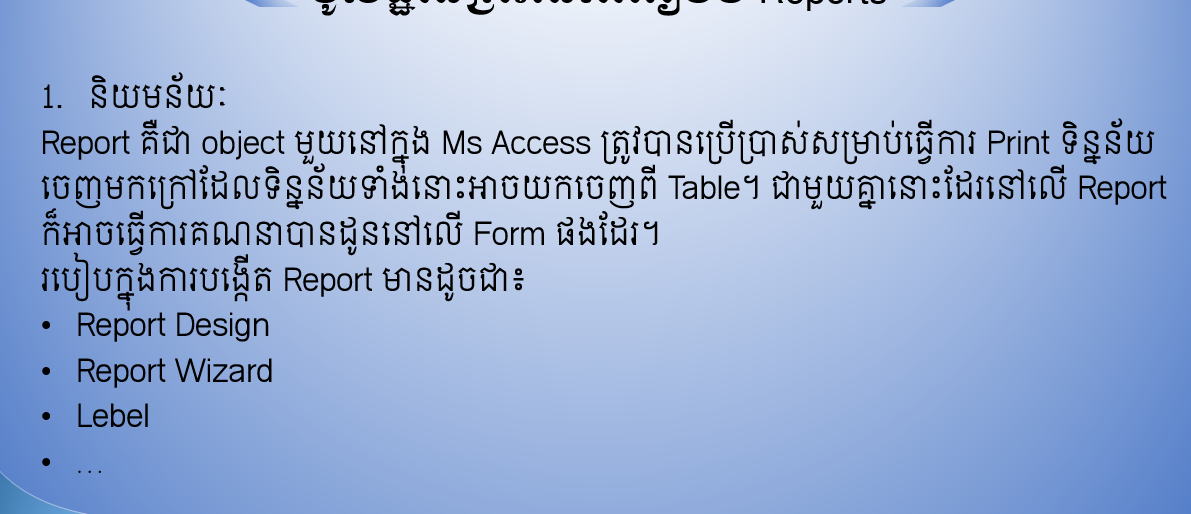 Reports
1. និយមន័យ:
Report គឺជា object មួយនៅក្នុង Ms Access ត្រូវបានប្រើប្រាស់សម្រាប់ធ្វើការ Print ទិន្នន័យ
ចេញមកក្រៅដែលទិន្នន័យទាំងនោះអាចយកចេញពី Table។ ជាមួយគ្នានោះដែរនៅលើ Report
ក៏អាចធ្វើការគណនាបានដូននៅលើ Form ផងដែរ។
របៀបក្នុងការបង្កើត Report មានដូចជា៖
• Report Design
• Report Wizard
• Lebel
• ...